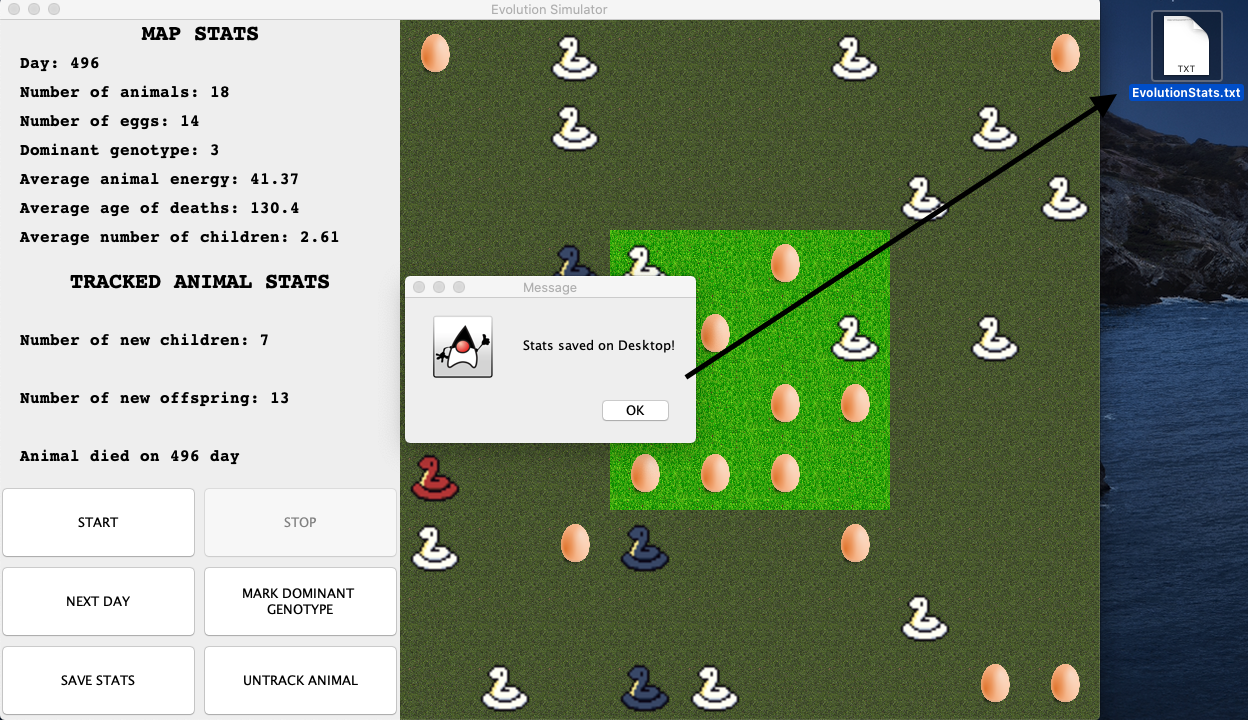 Evolution Simulator
MAP STATS
Day: 496
Number of animals: 18
Number of eggs: 14
Dominant genotype: 3
Average animal energy: 41.37
Average age of deaths: 130.4
Average number of children: 2.61
TRACKED ANIMAL STATS
Number of new children: 7
Number of new offspring: 13
Animal died on 496 day
START
STOP
NEXT DAY
MARK DOMINANT
GENOTYPE
SAVE STATS
UNTRACK ANIMAL
Message
Stats saved on Desktop!
OK
TXT
EvolutionStats.txt